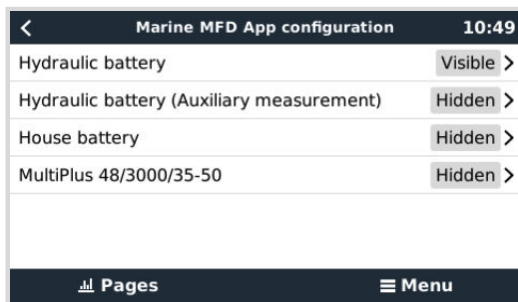 Marine MFD App configuration 10:49
Hydraulic battery Visible
Hydraulic battery (Auxiliary measurement) Hidden
House battery Hidden
MultiPlus 48/3000/35-50 Hidden
Pages Menu